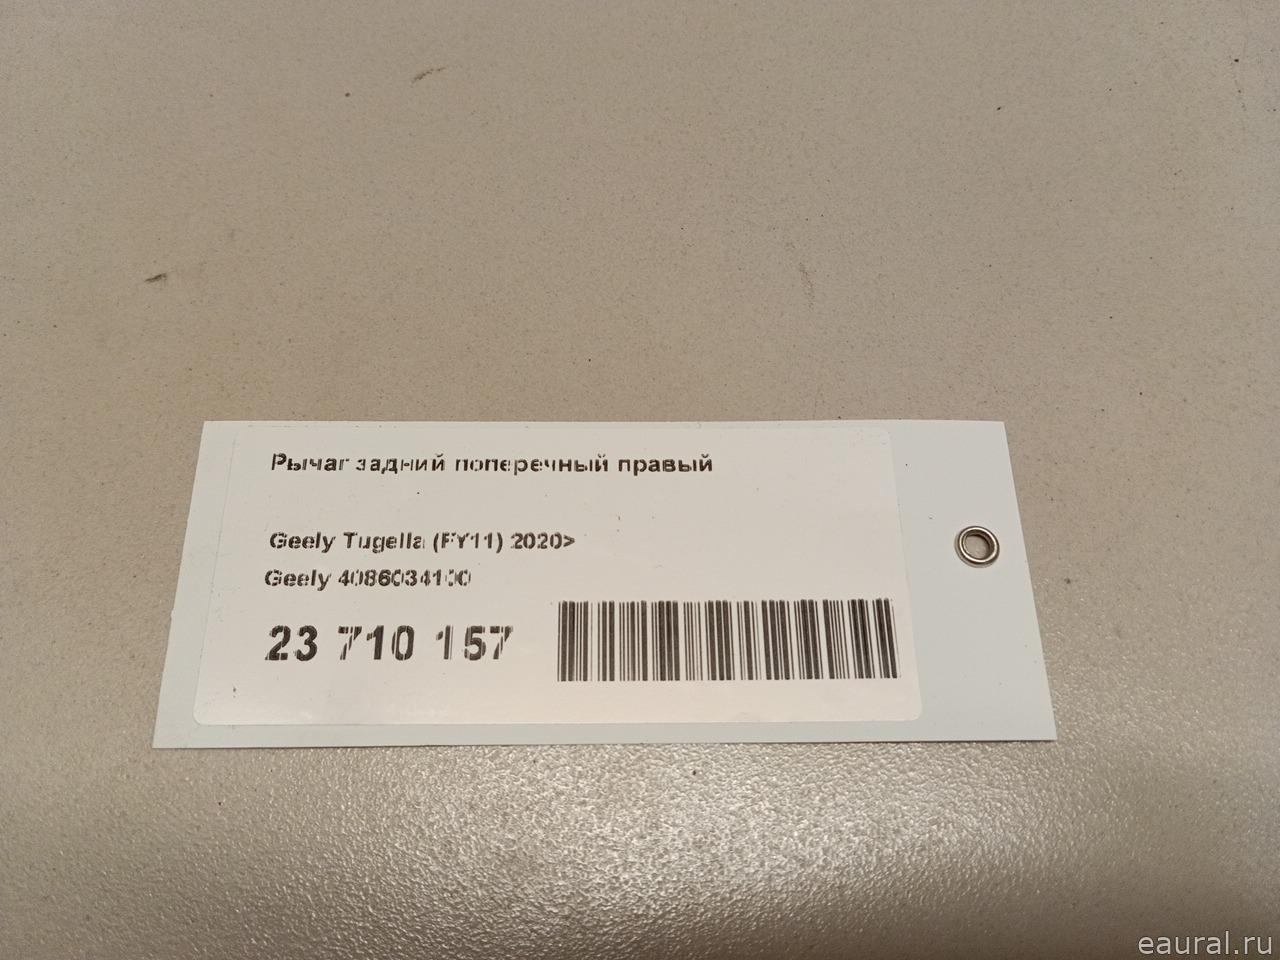 Рычаг задний поперечный правый
Geely Tugella (FY11) 2020>
Geely 4086034100
23 710 157
eaural.ru